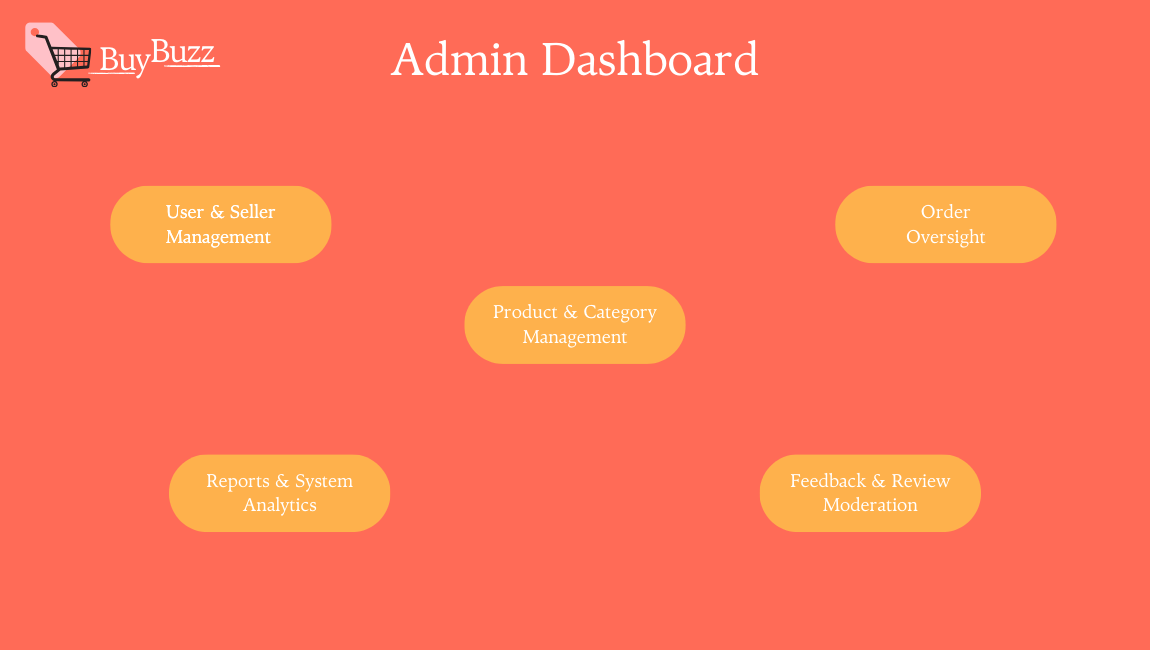 BuyBuzz
Admin Dashboard
User & Seller
Management
Order
Oversight
Product & Category
Management
Reports & System
Analytics
Feedback & Review
Moderation